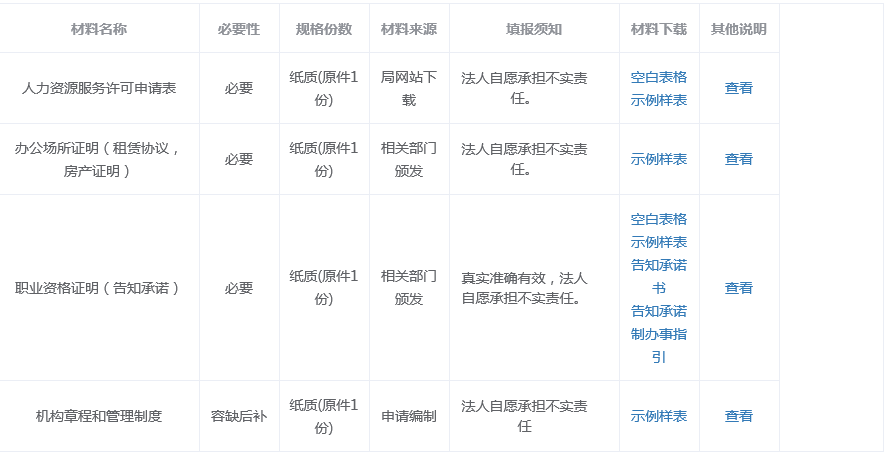 材料名称 必要性 规格份数 材料来源 填报须知 材料下载 其他说明
人力资源服务许可申请表
必要
纸质(原件1
份)
局网站下
载
法人自愿承担不实责
任。
空白表格
示例样表
查看
办公场所证明（租赁协议，
房产证明）
必要
纸质(原件1
份)
相关部门
颁发
法人自愿承担不实责
任。
示例样表
查看
职业资格证明（告知承诺）
必要
纸质(原件1
份)
相关部门
颁发
真实准确有效，法人
自愿承担不实责任。
空白表格
示例样表
告知承诺
书
告知承诺
制办事指
引
查看
机构章程和管理制度
容缺后补
纸质(原件1
份)
申请编制
法人自愿承担不实责
任
示例样表
查看